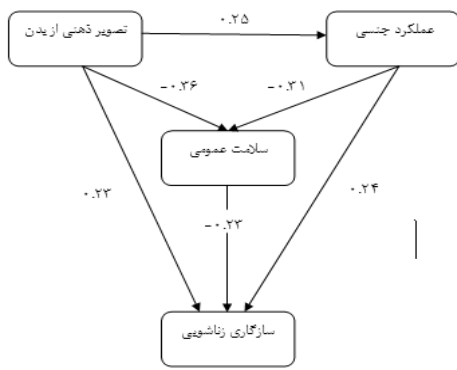 ۰.۲۵
تصویر ذهنی از بدن
عملکرد جنسی
-۰.۳۶
-۰.۳۱
سلامت عمومی
۰.۲۳
-۰.۲۳
۰.۲۴
سازگاری زناشویی